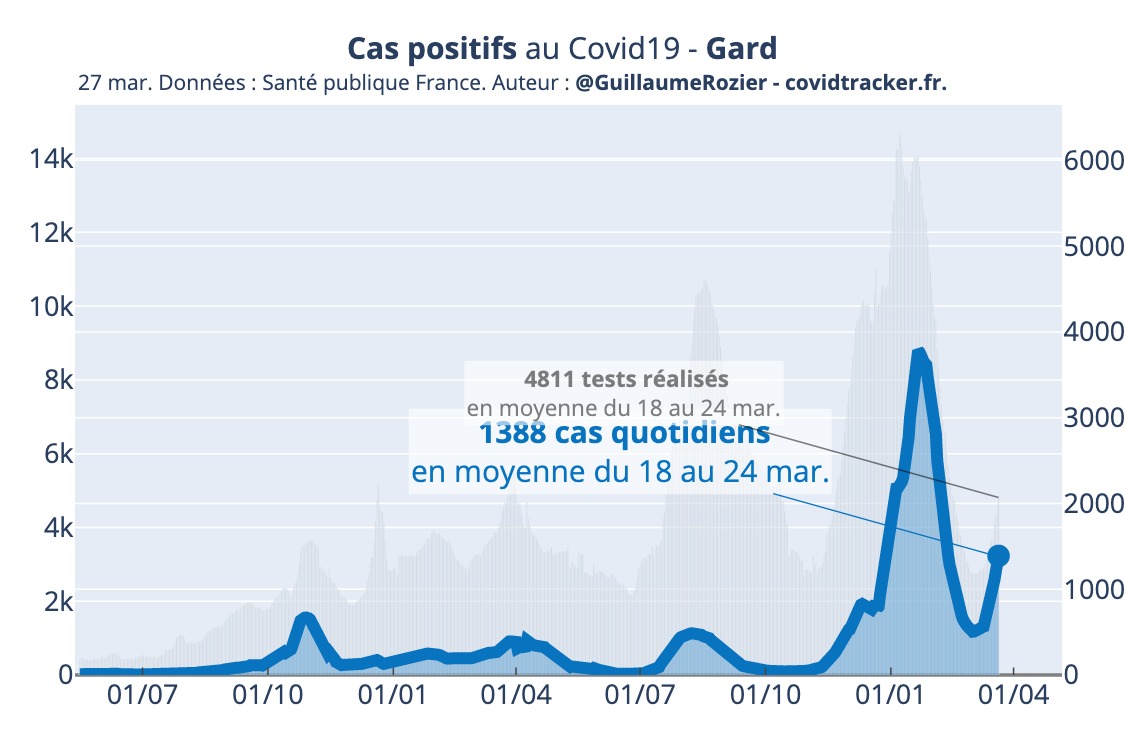 Cas positifs au Covid19 - Gard
27 mar. Données : Santé publique France. Auteur : @GuillaumeRozier - covidtracker.fr.
14k
12k
10k
8k
6k
4k
2k
0
6000
5000
4000
3000
2000
1000
0
4811 tests réalisés
en moyenne du 18 au 24 mar.
1388 cas quotidiens
en moyenne du 18 au 24 mar.
01/07 01/10 01/01 01/04 01/07 01/10 01/01 01/04